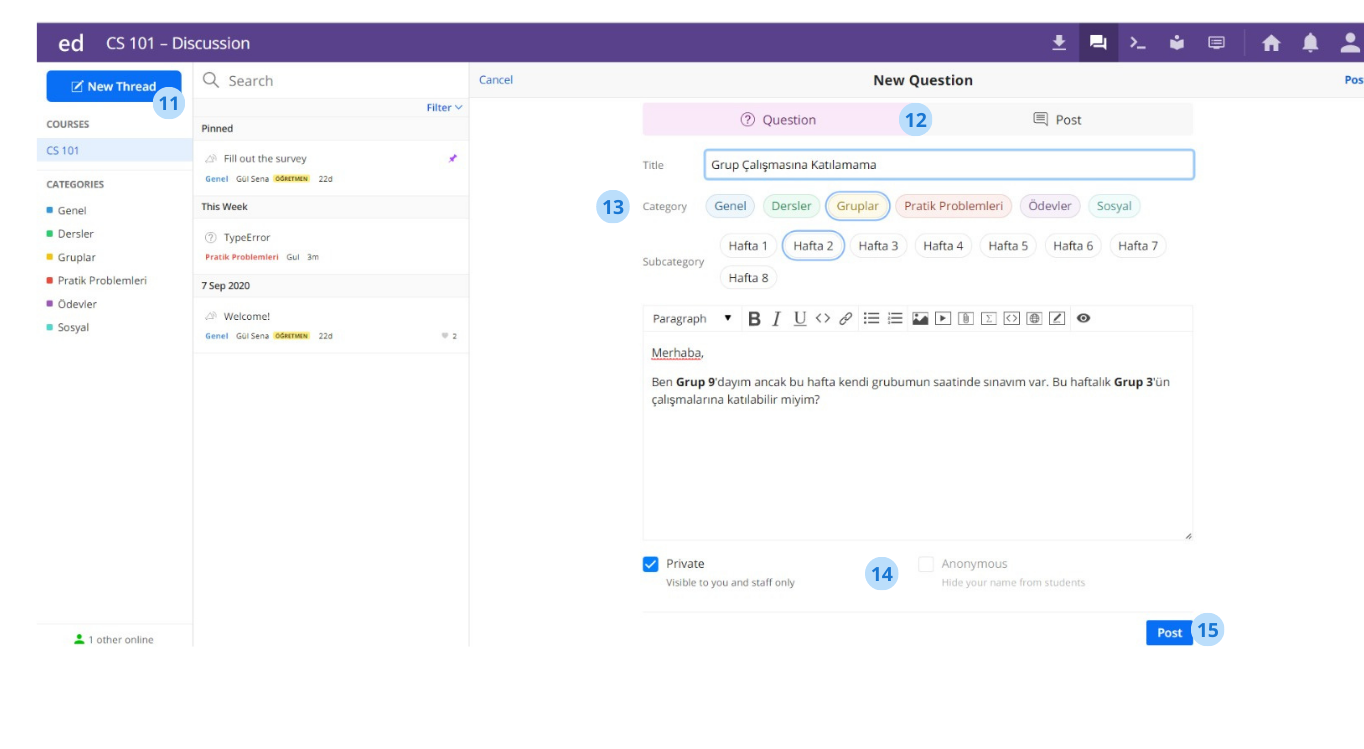 ed CS 101 – Discussion
New Thread
11
COURSES
CS 101
CATEGORIES
Genel
Dersler
Gruplar
Pratik Problemleri
Ödevler
Sosyal
1 other online
Search
Filter
Pinned
Fill out the survey
Genel Gül Sena ÖĞRETMEN 22d
This Week
TypeError
Pratik Problemleri Gul 3m
7 Sep 2020
Welcome!
Genel Gül Sena ÖĞRETMEN 22d 2
Cancel New Question Pos
Question 12 Post
Title Grup Çalışmasına Katılamama
13 Category Genel Dersler Gruplar Pratik Problemleri Ödevler Sosyal
Subcategory Hafta 1 Hafta 2 Hafta 3 Hafta 4 Hafta 5 Hafta 6 Hafta 7
Hafta 8
Paragraph B I U
Merhaba,
Ben Grup 9'dayım ancak bu hafta kendi grubumun saatinde sınavım var. Bu haftalık Grup 3'ün
çalışmalarına katılabilir miyim?
Private 14 Anonymous
Visible to you and staff only Hide your name from students
Post 15